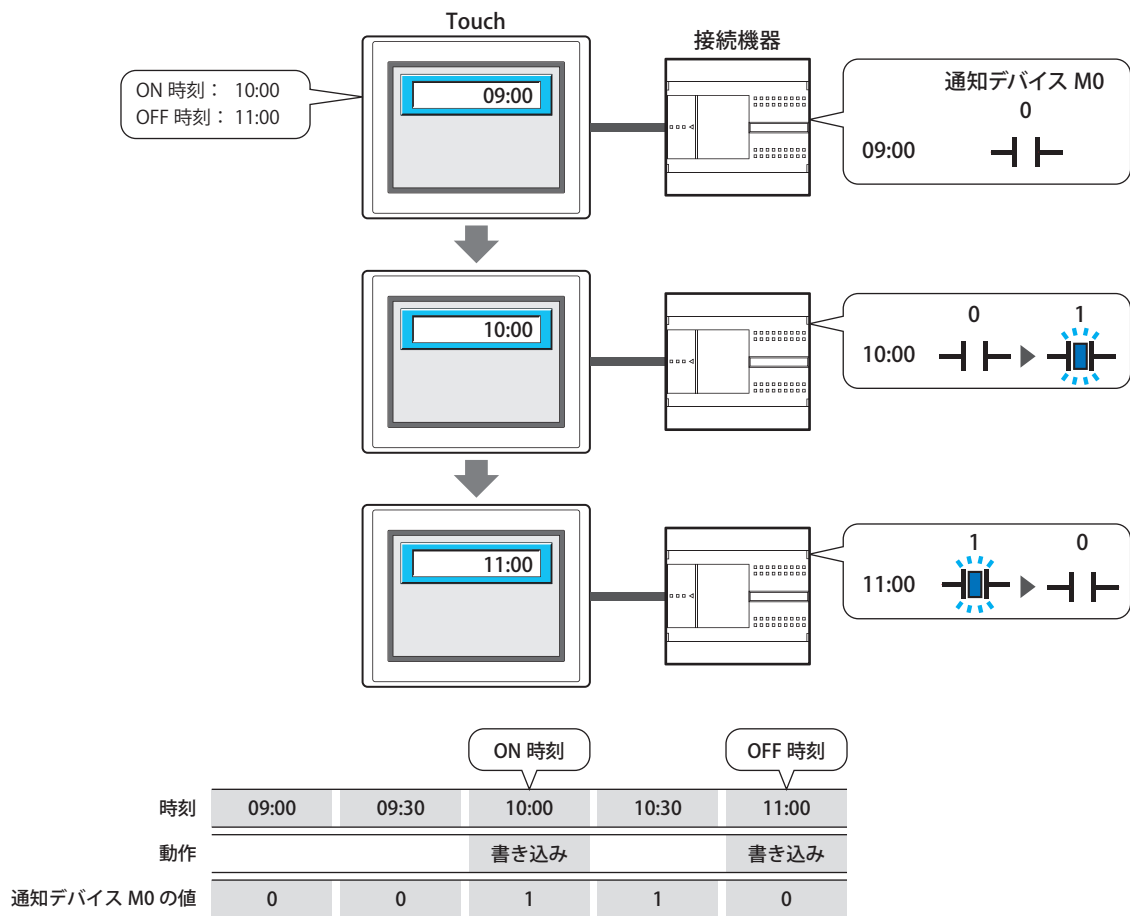 Touch
接続機器
ON 時刻： 10:00
OFF 時刻： 11:00
09:00
通知デバイス M0
0
09:00
10:00
0 1
10:00
11:00
1 0
11:00
ON 時刻 OFF 時刻
時刻 09:00 09:30 10:00 10:30 11:00
動作 書き込み 書き込み
通知デバイス M0 の値 0 0 1 1 0